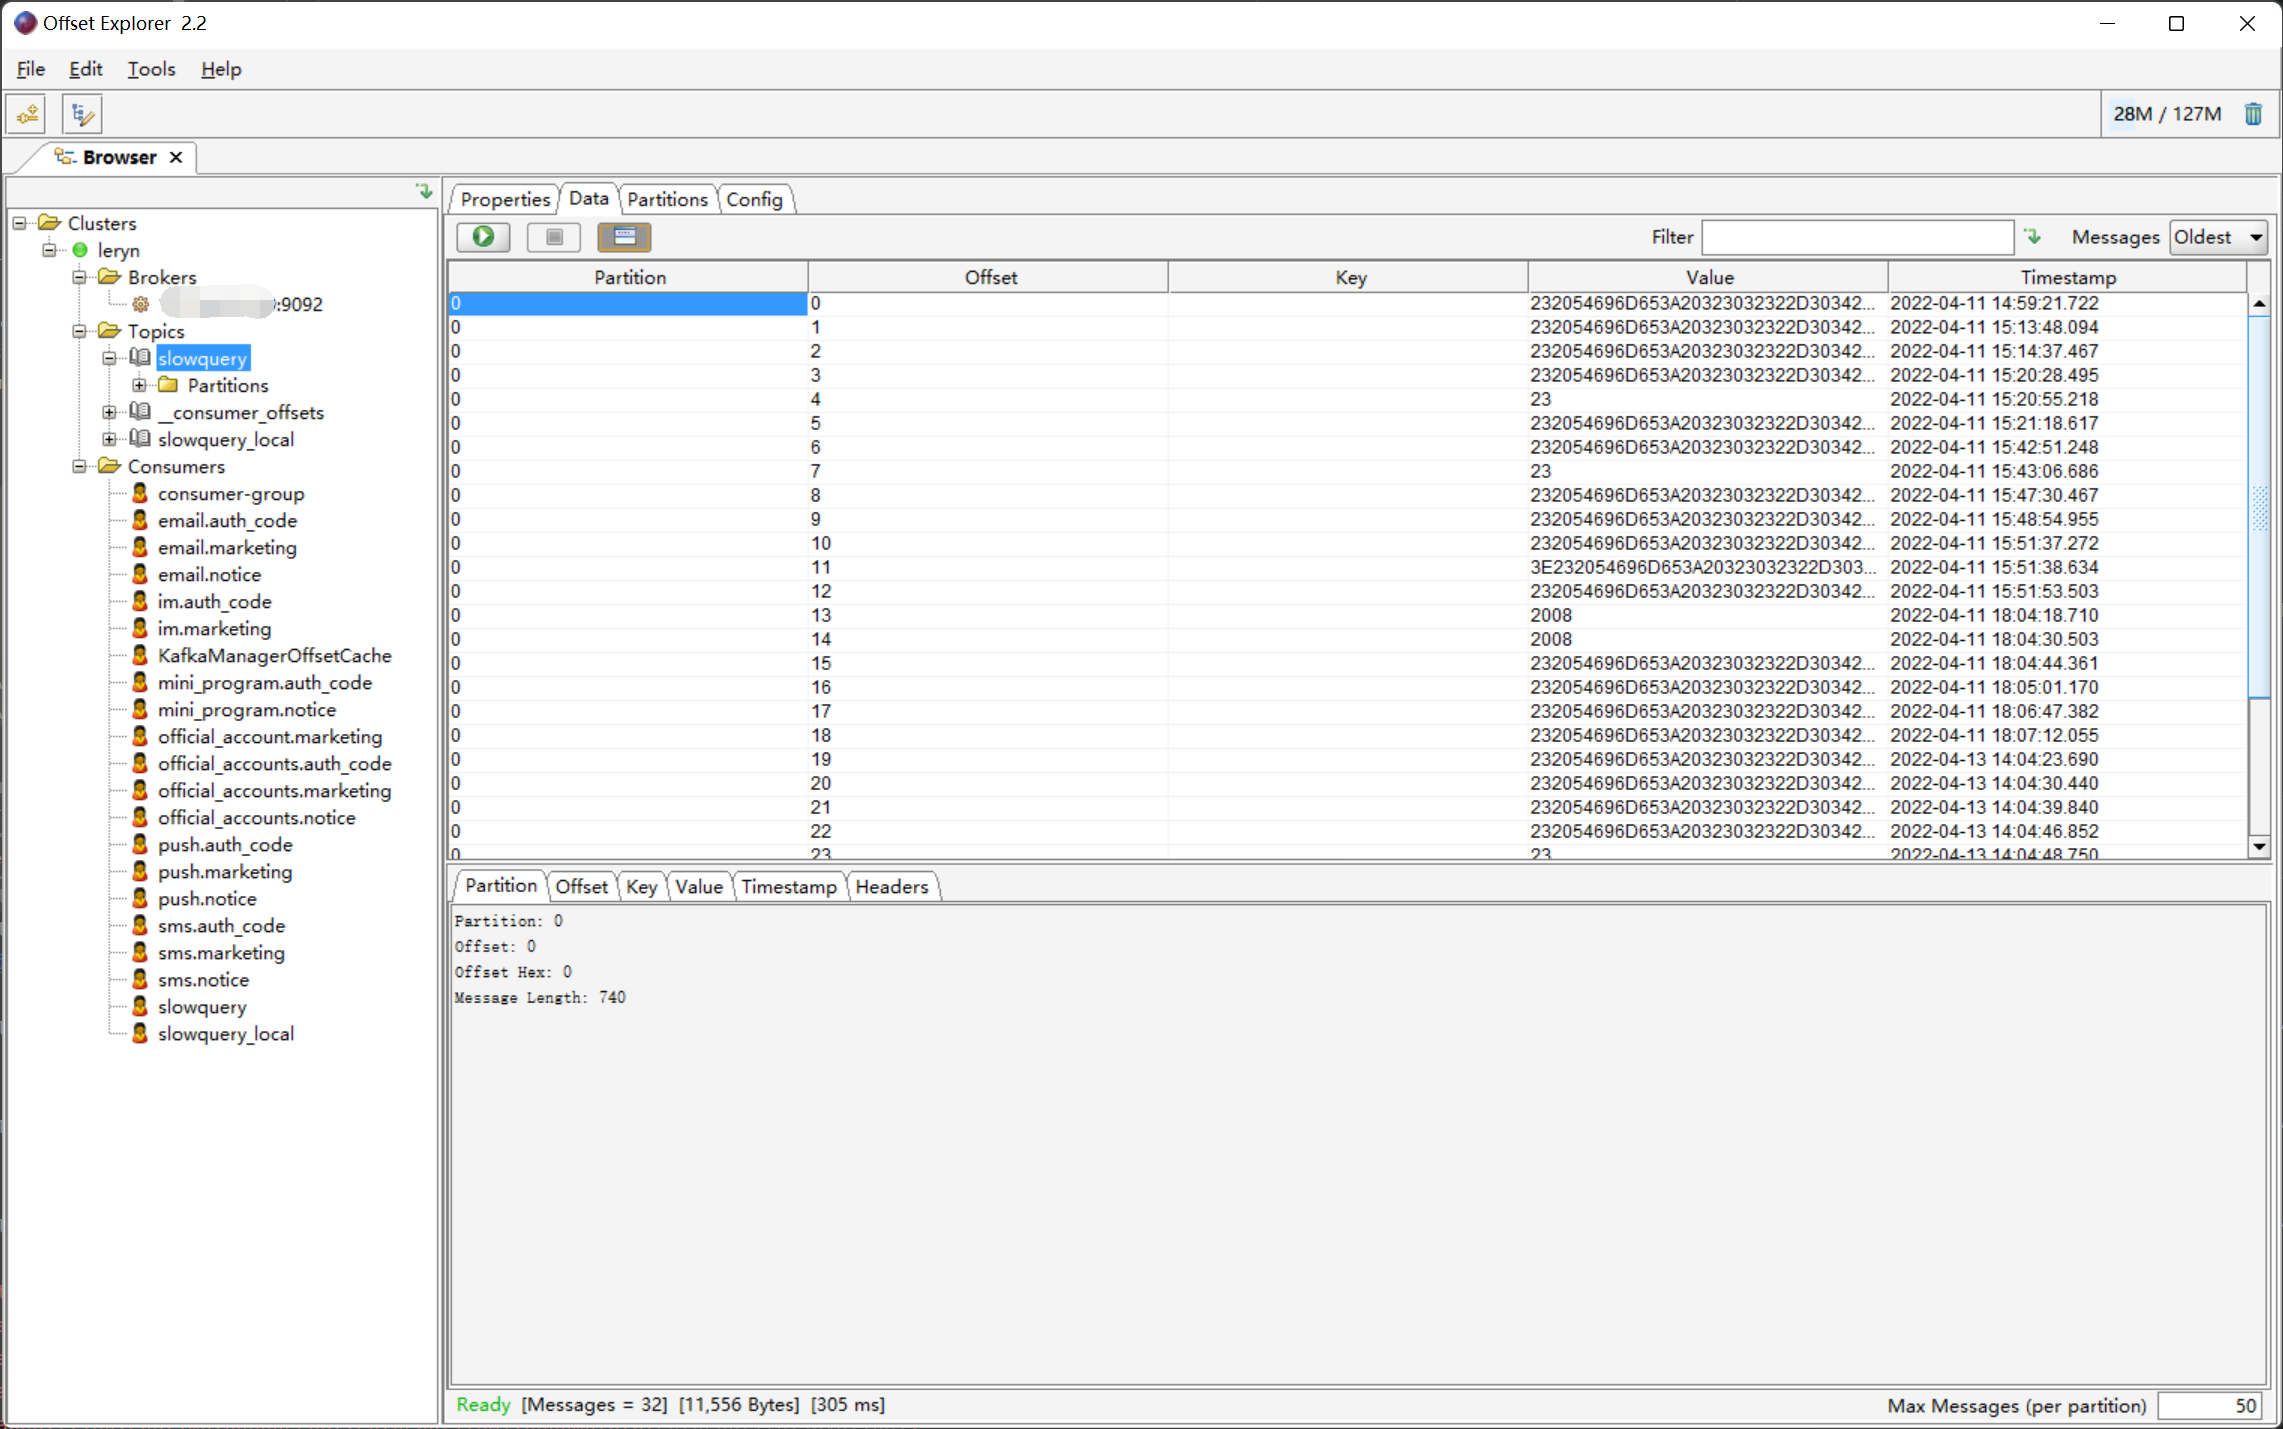 Offset Explorer 2.2
File Edit Tools Help
28M / 127M
Browser
Clusters
leryn
Brokers
:9092
Topics
slowquery
Partitions
__consumer_offsets
slowquery_local
Consumers
consumer-group
email.auth_code
email.marketing
email.notice
im.auth_code
im.marketing
KafkaManagerOffsetCache
mini_program.auth_code
mini_program.notice
official_account.marketing
official_accounts.auth_code
official_accounts.marketing
official_accounts.notice
push.auth_code
push.marketing
push.notice
sms.auth_code
sms.marketing
sms.notice
slowquery
slowquery_local
Properties Data Partitions Config
Filter Messages Oldest
Partition Offset Key Value Timestamp
0 0 232054696D653A20323032322D30342... 2022-04-11 14:59:21.722
0 1 232054696D653A20323032322D30342... 2022-04-11 15:13:48.094
0 2 232054696D653A20323032322D30342... 2022-04-11 15:14:37.467
0 3 232054696D653A20323032322D30342... 2022-04-11 15:20:28.495
0 4 23 2022-04-11 15:20:55.218
0 5 232054696D653A20323032322D30342... 2022-04-11 15:21:18.617
0 6 232054696D653A20323032322D30342... 2022-04-11 15:42:51.248
0 7 23 2022-04-11 15:43:06.686
0 8 232054696D653A20323032322D30342... 2022-04-11 15:47:30.467
0 9 232054696D653A20323032322D30342... 2022-04-11 15:48:54.955
0 10 232054696D653A20323032322D30342... 2022-04-11 15:51:37.272
0 11 3E232054696D653A20323032322D303... 2022-04-11 15:51:38.634
0 12 232054696D653A20323032322D30342... 2022-04-11 15:51:53.503
0 13 2008 2022-04-11 18:04:18.710
0 14 2008 2022-04-11 18:04:30.503
0 15 232054696D653A20323032322D30342... 2022-04-11 18:04:44.361
0 16 232054696D653A20323032322D30342... 2022-04-11 18:05:01.170
0 17 232054696D653A20323032322D30342... 2022-04-11 18:06:47.382
0 18 232054696D653A20323032322D30342... 2022-04-11 18:07:12.055
0 19 232054696D653A20323032322D30342... 2022-04-13 14:04:23.690
0 20 232054696D653A20323032322D30342... 2022-04-13 14:04:30.440
0 21 232054696D653A20323032322D30342... 2022-04-13 14:04:39.840
0 22 232054696D653A20323032322D30342... 2022-04-13 14:04:46.852
0 23 23 2022-04-13 14:04:48.750
Partition Offset Key Value Timestamp Headers
Partition: 0
Offset: 0
Offset Hex: 0
Message Length: 740
Ready [Messages = 32] [11,556 Bytes] [305 ms]
Max Messages (per partition) 50